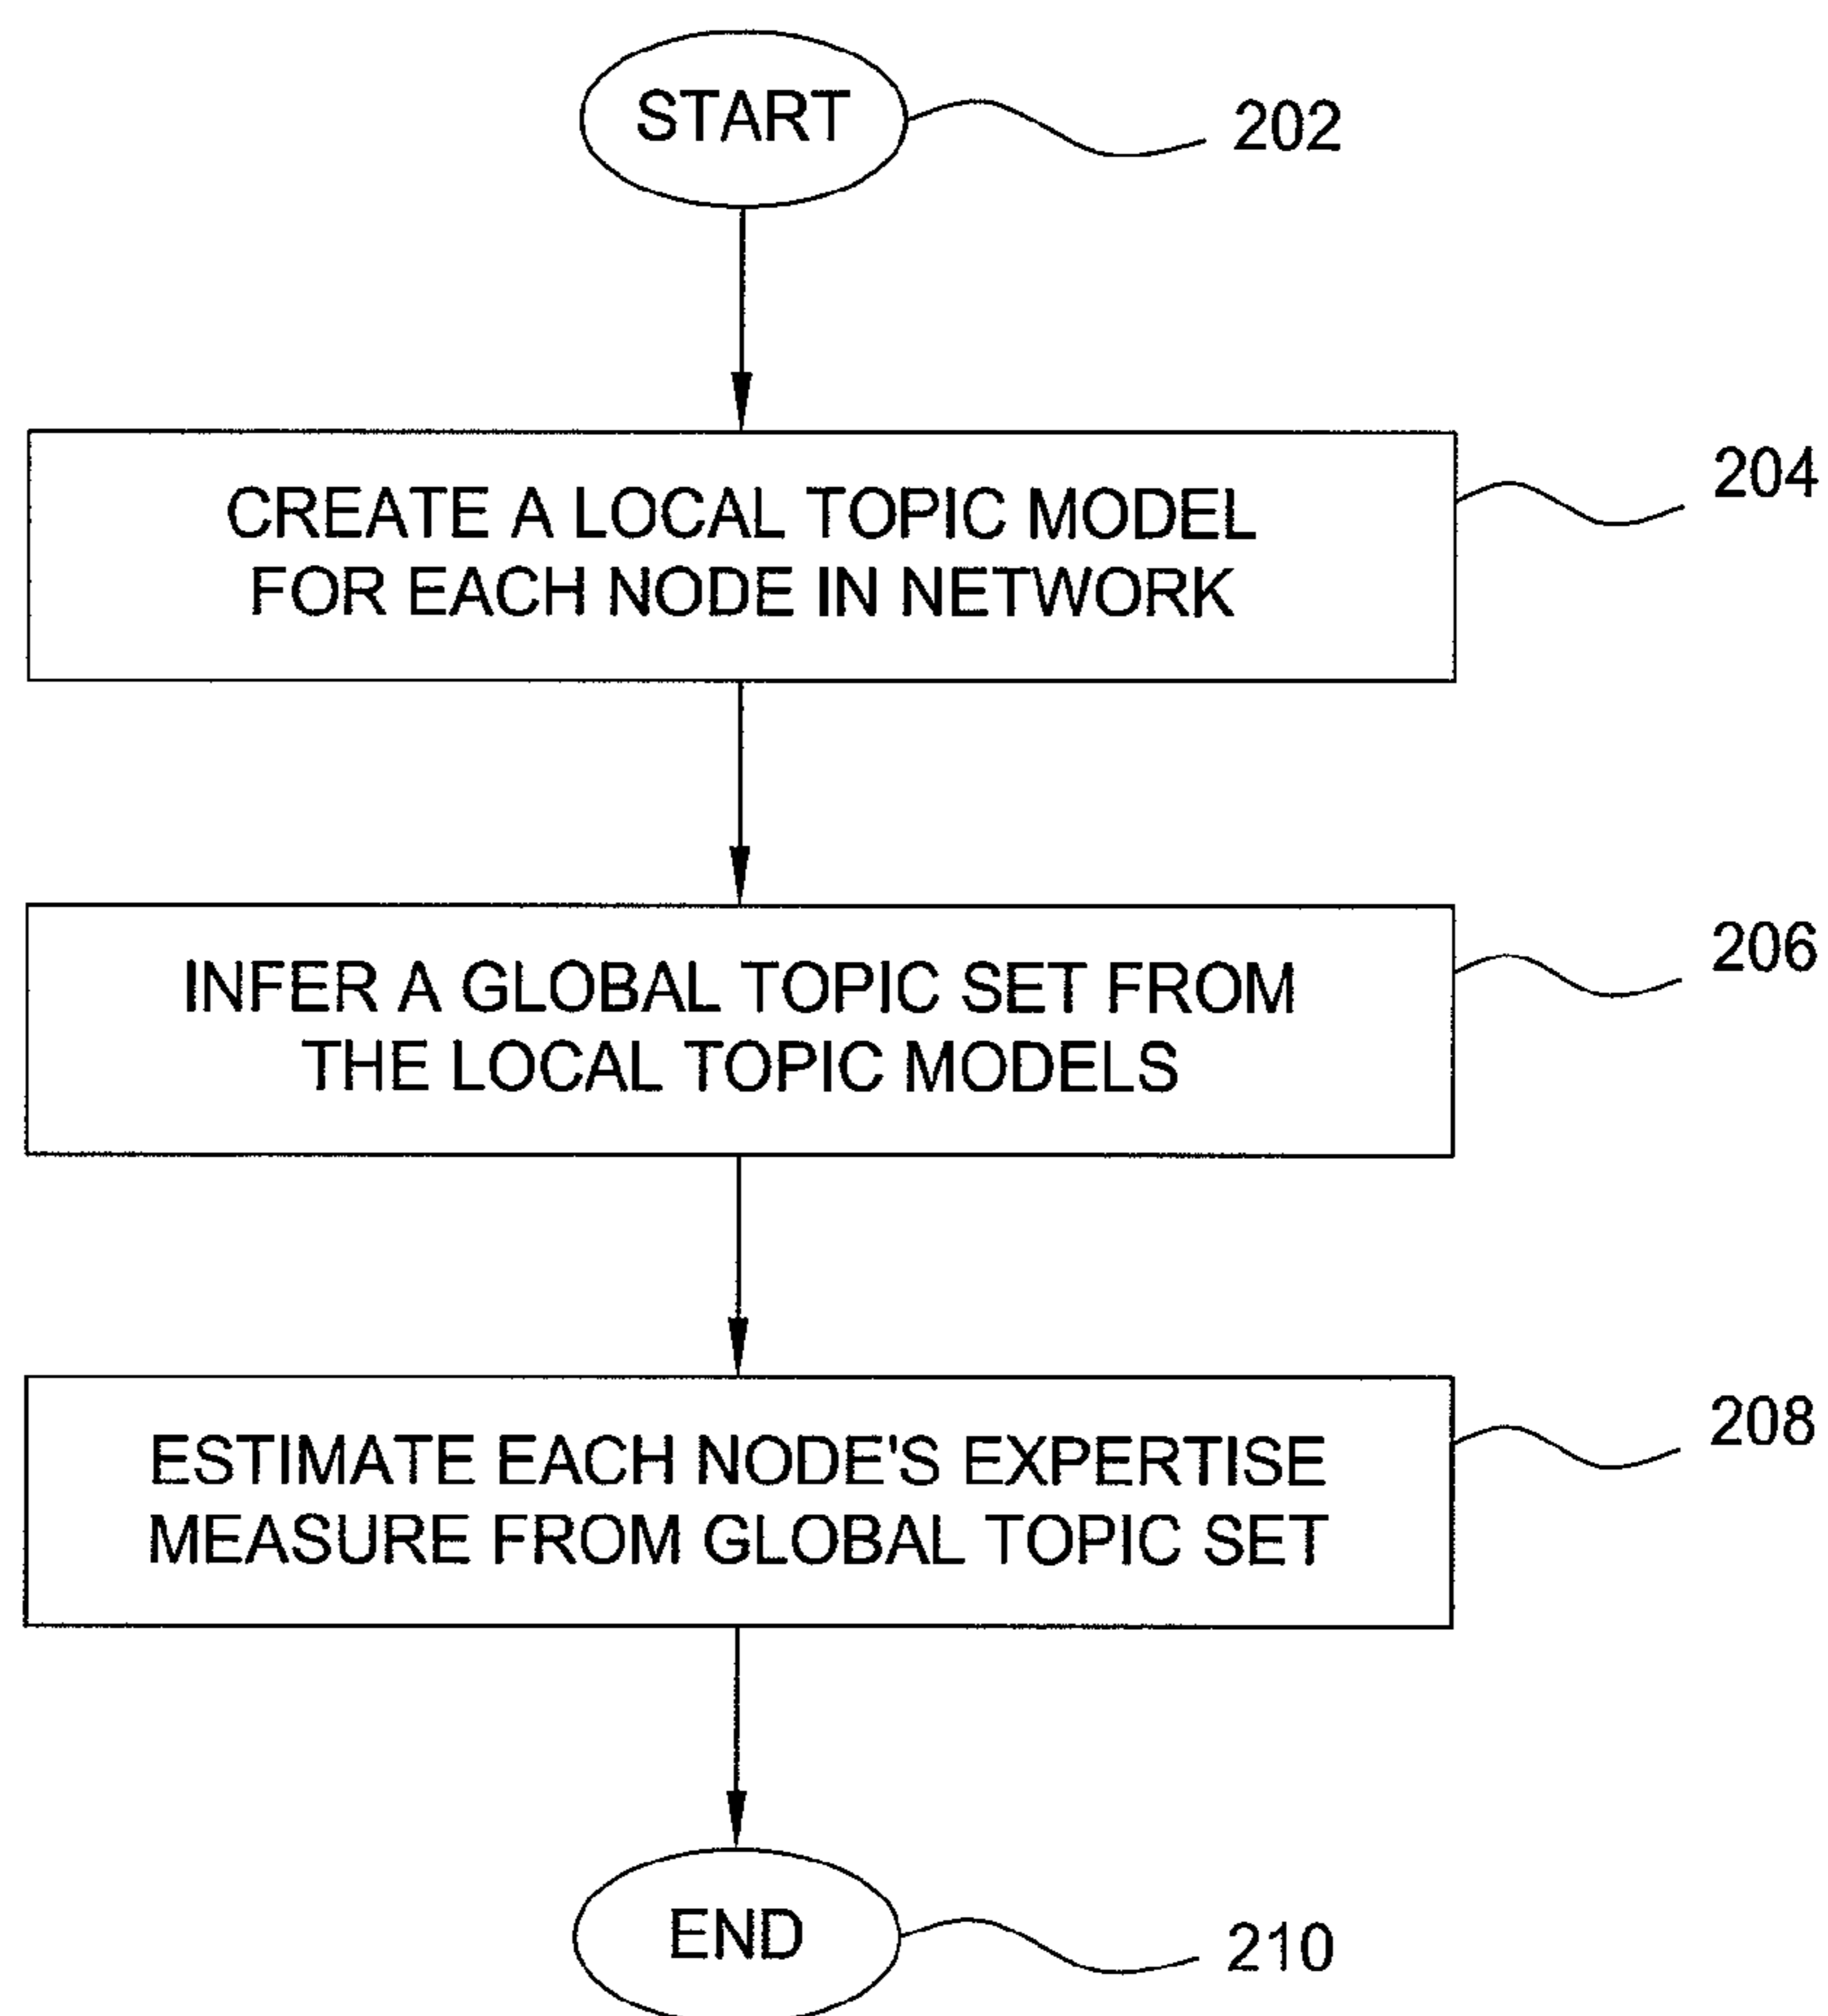 START
202
CREATE A LOCAL TOPIC MODEL
FOR EACH NODE IN NETWORK
204
INFER A GLOBAL TOPIC SET FROM
THE LOCAL TOPIC MODELS
206
ESTIMATE EACH NODE'S EXPERTISE
MEASURE FROM GLOBAL TOPIC SET
208
END
210